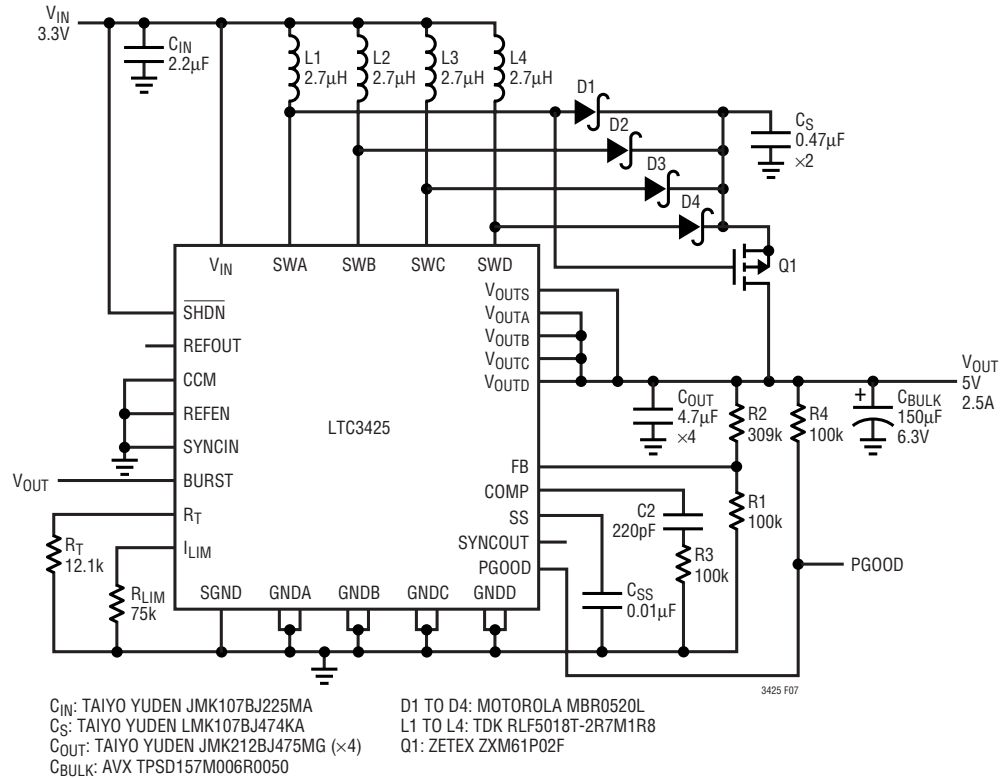 VIN
3.3V
CIN
2.2µF
L1
2.7µH
L2
2.7µH
L3
2.7µH
L4
2.7µH
D1
D2
D3
D4
CS
0.47µF
×2
Q1
VIN
SWA
SWB
SWC
SWD
SHDN
REFOUT
CCM
REFEN
SYNCIN
BURST
RT
ILIM
VOUT
LTC3425
VOUTS
VOUTA
VOUTB
VOUTC
VOUTD
FB
COMP
SS
SYNCOUT
PGOOD
SGND
GNDA
GNDB
GNDC
GNDD
RT
12.1k
RLIM
75k
COUT
4.7µF
×4
R2
309k
R4
100k
+
CBULK
150µF
6.3V
VOUT
5V
2.5A
R1
100k
C2
220pF
R3
100k
CSS
0.01µF
PGOOD
3425 F07
CIN: TAIYO YUDEN JMK107BJ225MA
CS: TAIYO YUDEN LMK107BJ474KA
COUT: TAIYO YUDEN JMK212BJ475MG (×4)
CBULK: AVX TPSD157M006R0050
D1 TO D4: MOTOROLA MBR0520L
L1 TO L4: TDK RLF5018T-2R7M1R8
Q1: ZETEX ZXM61P02F